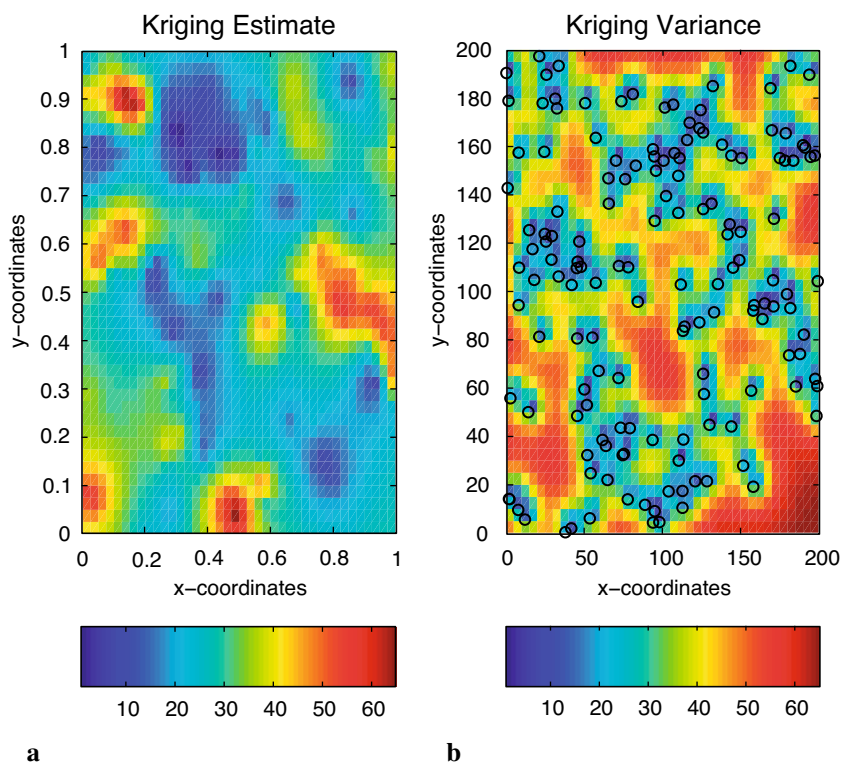 Kriging Estimate
1
0.9
0.8
0.7
0.6
0.5
0.4
0.3
0.2
0.1
0
y−coordinates
0 0.2 0.4 0.6 0.8 1
x−coordinates
10 20 30 40 50 60
a
Kriging Variance
200
180
160
140
120
100
80
60
40
20
0
y−coordinates
0 50 100 150 200
x−coordinates
10 20 30 40 50 60
b